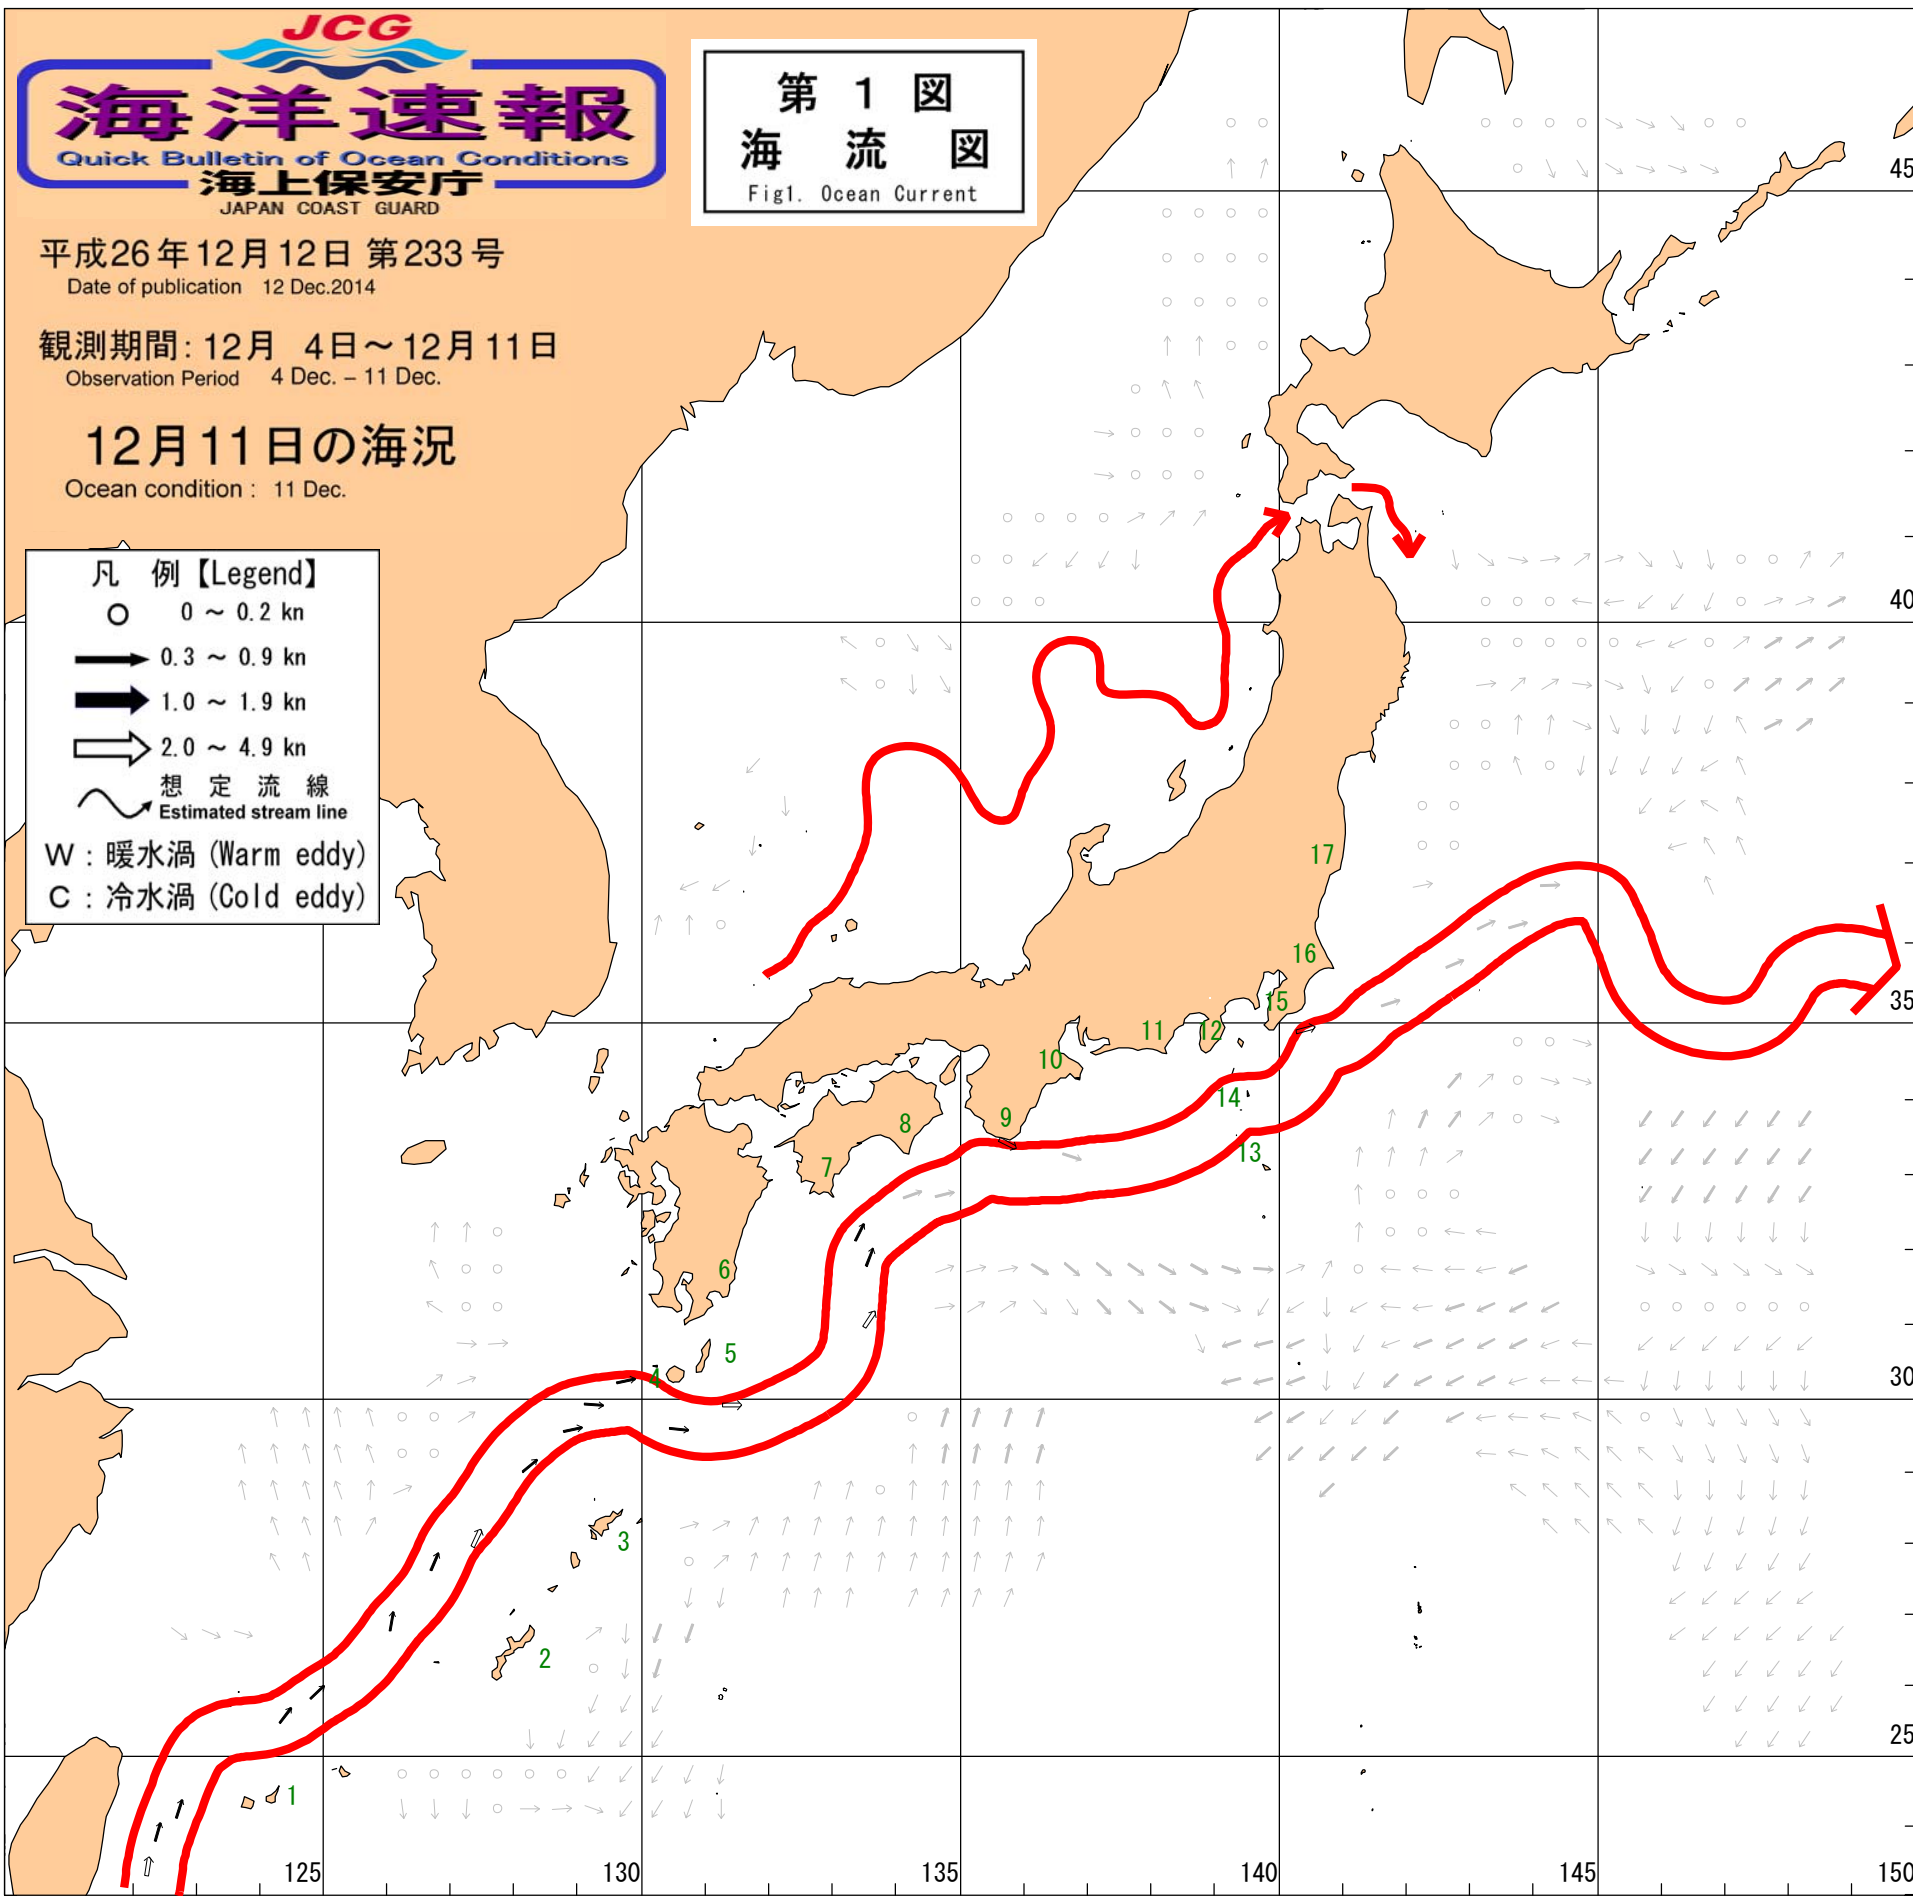 JCG
海洋速報
Quick Bulletin of Ocean Conditions
海上保安庁
JAPAN COAST GUARD
第 1 図
海 流 図
Fig1. Ocean Current
平成26年12月12日 第233号
Date of publication 12 Dec.2014
観測期間: 12月 4日～12月11日
Observation Period 4 Dec. – 11 Dec.
12月11日の海況
Ocean condition : 11 Dec.
凡 例【Legend】
0 ～ 0.2 kn
0.3 ～ 0.9 kn
1.0 ～ 1.9 kn
2.0 ～ 4.9 kn
想 定 流 線
Estimated stream line
W : 暖水渦 (Warm eddy)
C : 冷水渦 (Cold eddy)
45
40
35
30
25
17
16
15
11
12
10
14
9
8
13
7
6
5
4
3
2
1
125
130
135
140
145
150